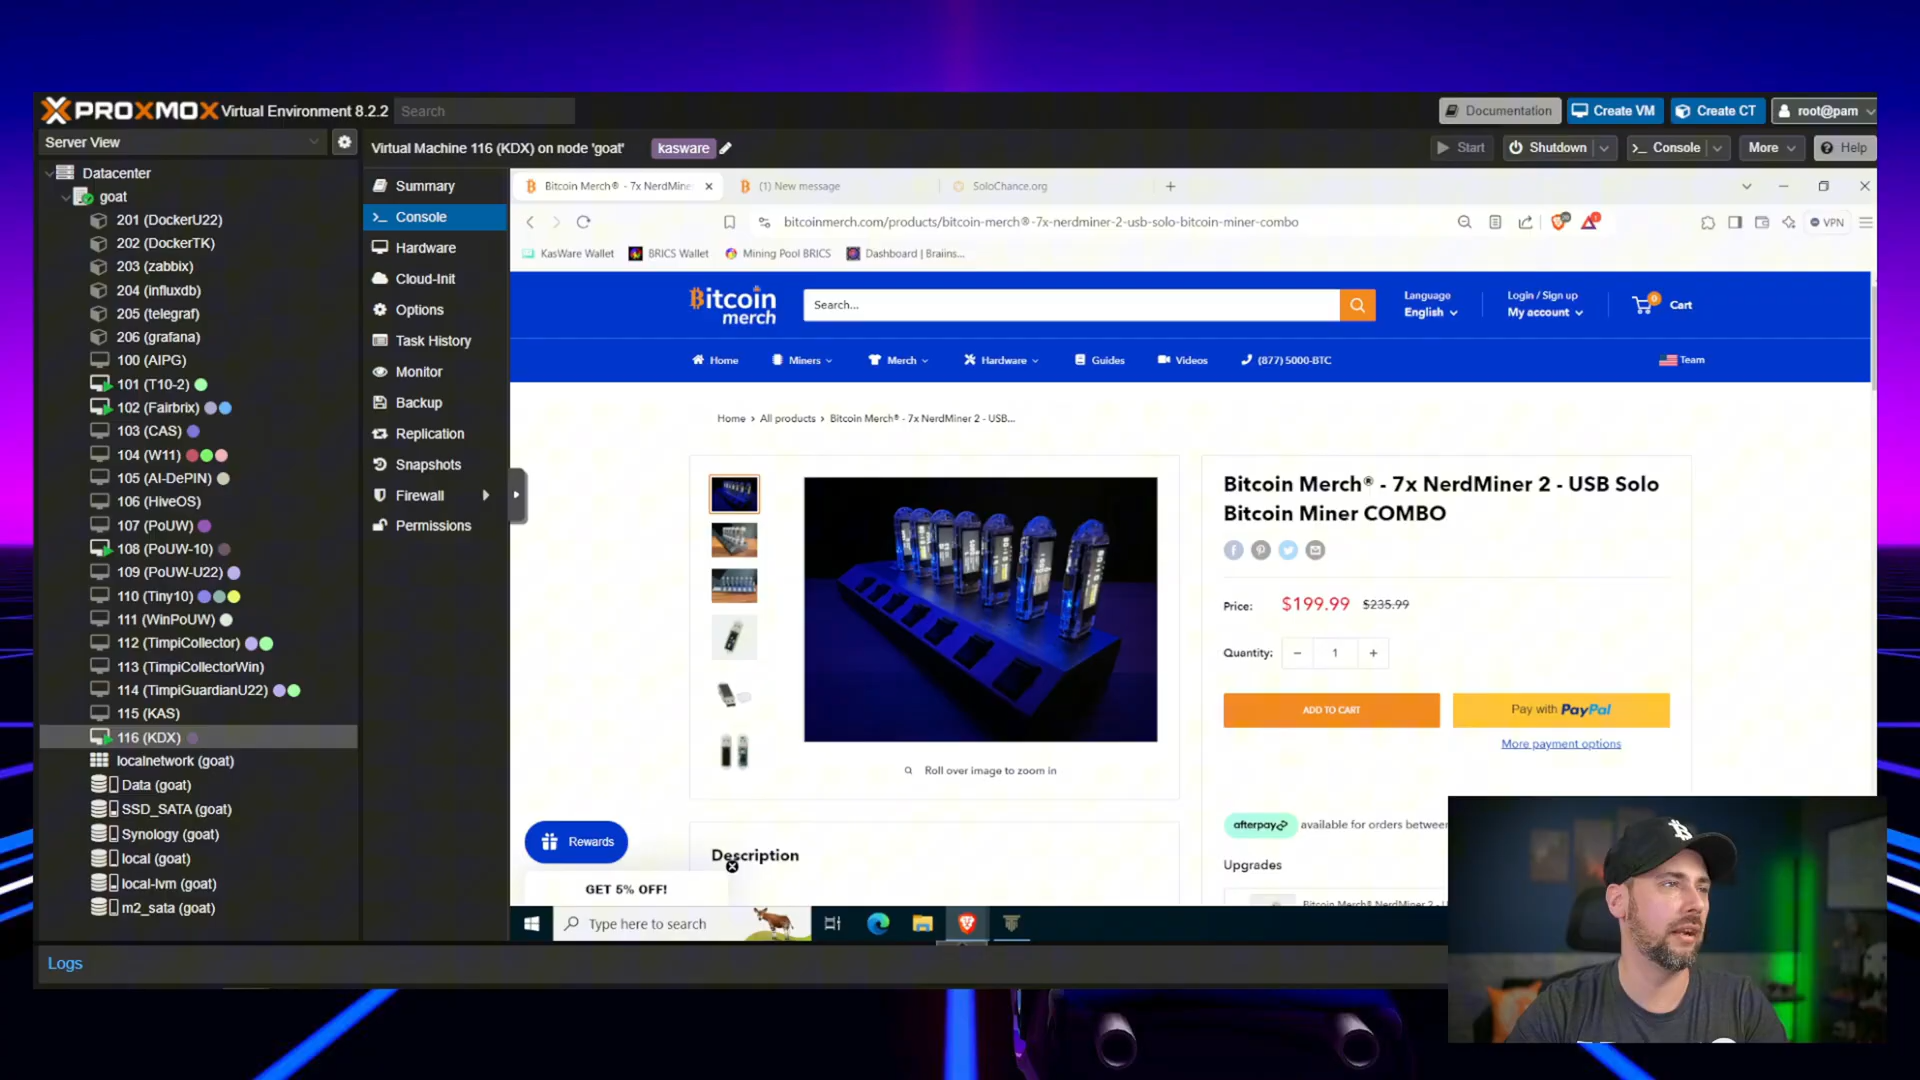 PROXMOX Virtual Environment 8.2.2
Search
Documentation
Create VM
Create CT
root@pam
Server View
Virtual Machine 116 (KDX) on node 'goat'
kasware
Start
Shutdown
Console
More
Help
Datacenter
goat
201 (DockerU22)
202 (DockerTK)
203 (zabbix)
204 (influxdb)
205 (telegraf)
206 (grafana)
100 (AIPG)
101 (T10-2)
102 (Fairbrix)
103 (CAS)
104 (W11)
105 (AI-DePIN)
106 (HiveOS)
107 (PoUW)
108 (PoUW-10)
109 (PoUW-U22)
110 (Tiny10)
111 (WinPoUW)
112 (TimpiCollector)
113 (TimpiCollectorWin)
114 (TimpiGuardianU22)
115 (KAS)
116 (KDX)
localnetwork (goat)
Data (goat)
SSD_SATA (goat)
Synology (goat)
local (goat)
local-lvm (goat)
m2_sata (goat)
Logs
Summary
Console
Hardware
Cloud-Init
Options
Task History
Monitor
Backup
Replication
Snapshots
Firewall
Permissions
Bitcoin Merch® - 7x NerdMine
(1) New message
SoloChance.org
bitcoinmerch.com/products/bitcoin-merch®-7x-nerdminer-2-usb-solo-bitcoin-miner-combo
VPN
KasWare Wallet
BRICS Wallet
Mining Pool BRICS
Dashboard | Braiins...
Bitcoin
merch
Search...
Language
English
Login / Sign up
My account
0
Cart
Home
Miners
Merch
Hardware
Guides
Videos
(877) 5000-BTC
Team
Home › All products › Bitcoin Merch® - 7x NerdMiner 2 - USB...
Bitcoin Merch® - 7x NerdMiner 2 - USB Solo
Bitcoin Miner COMBO
Price: $199.99 $235.99
Quantity: − 1 +
ADD TO CART
Pay with PayPal
More payment options
Roll over image to zoom in
afterpay available for orders between
Upgrades
Bitcoin Merch® NerdMiner 2 -
Description
Rewards
GET 5% OFF!
Type here to search